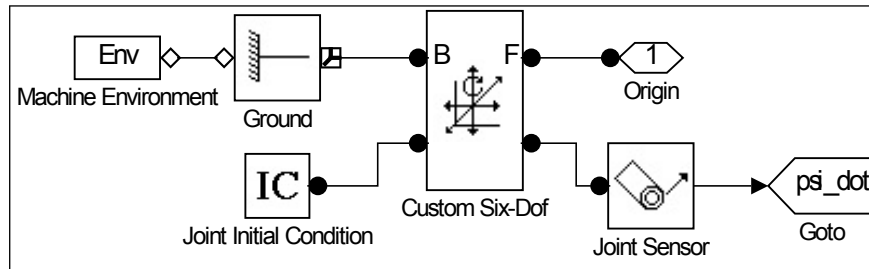 Env
Machine Environment
Ground
B
F
1
Origin
IC
Joint Initial Condition
Custom Six-Dof
Joint Sensor
psi_dot
Goto